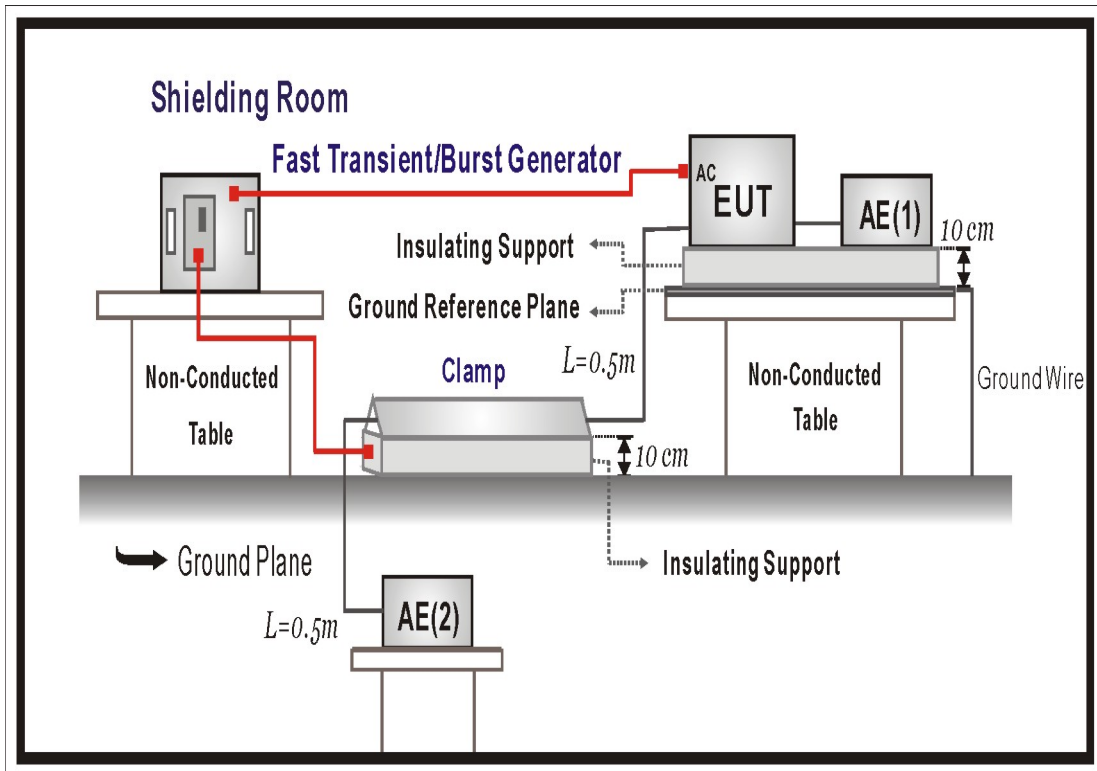 Shielding Room
Fast Transient/Burst Generator
AC
EUT
AE(1)
10 cm
Insulating Support
Ground Reference Plane
L=0.5m
Clamp
Non-Conducted
Table
Non-Conducted
Table
Ground Wire
10 cm
Ground Plane
Insulating Support
L=0.5m
AE(2)